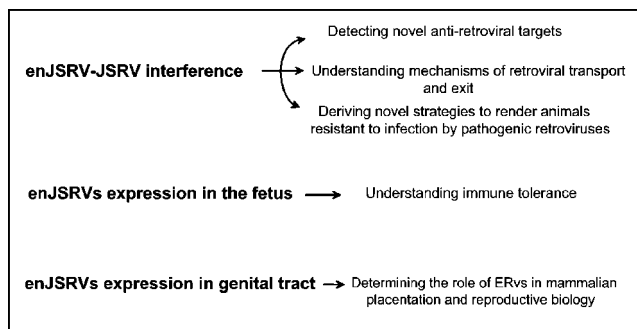 Detecting novel anti-retroviral targets
enJSRV-JSRV interference
Understanding mechanisms of retroviral transport
and exit
Deriving novel strategies to render animals
resistant to infection by pathogenic retroviruses
enJSRVs expression in the fetus
Understanding immune tolerance
enJSRVs expression in genital tract
Determining the role of ERvs in mammalian
placentation and reproductive biology